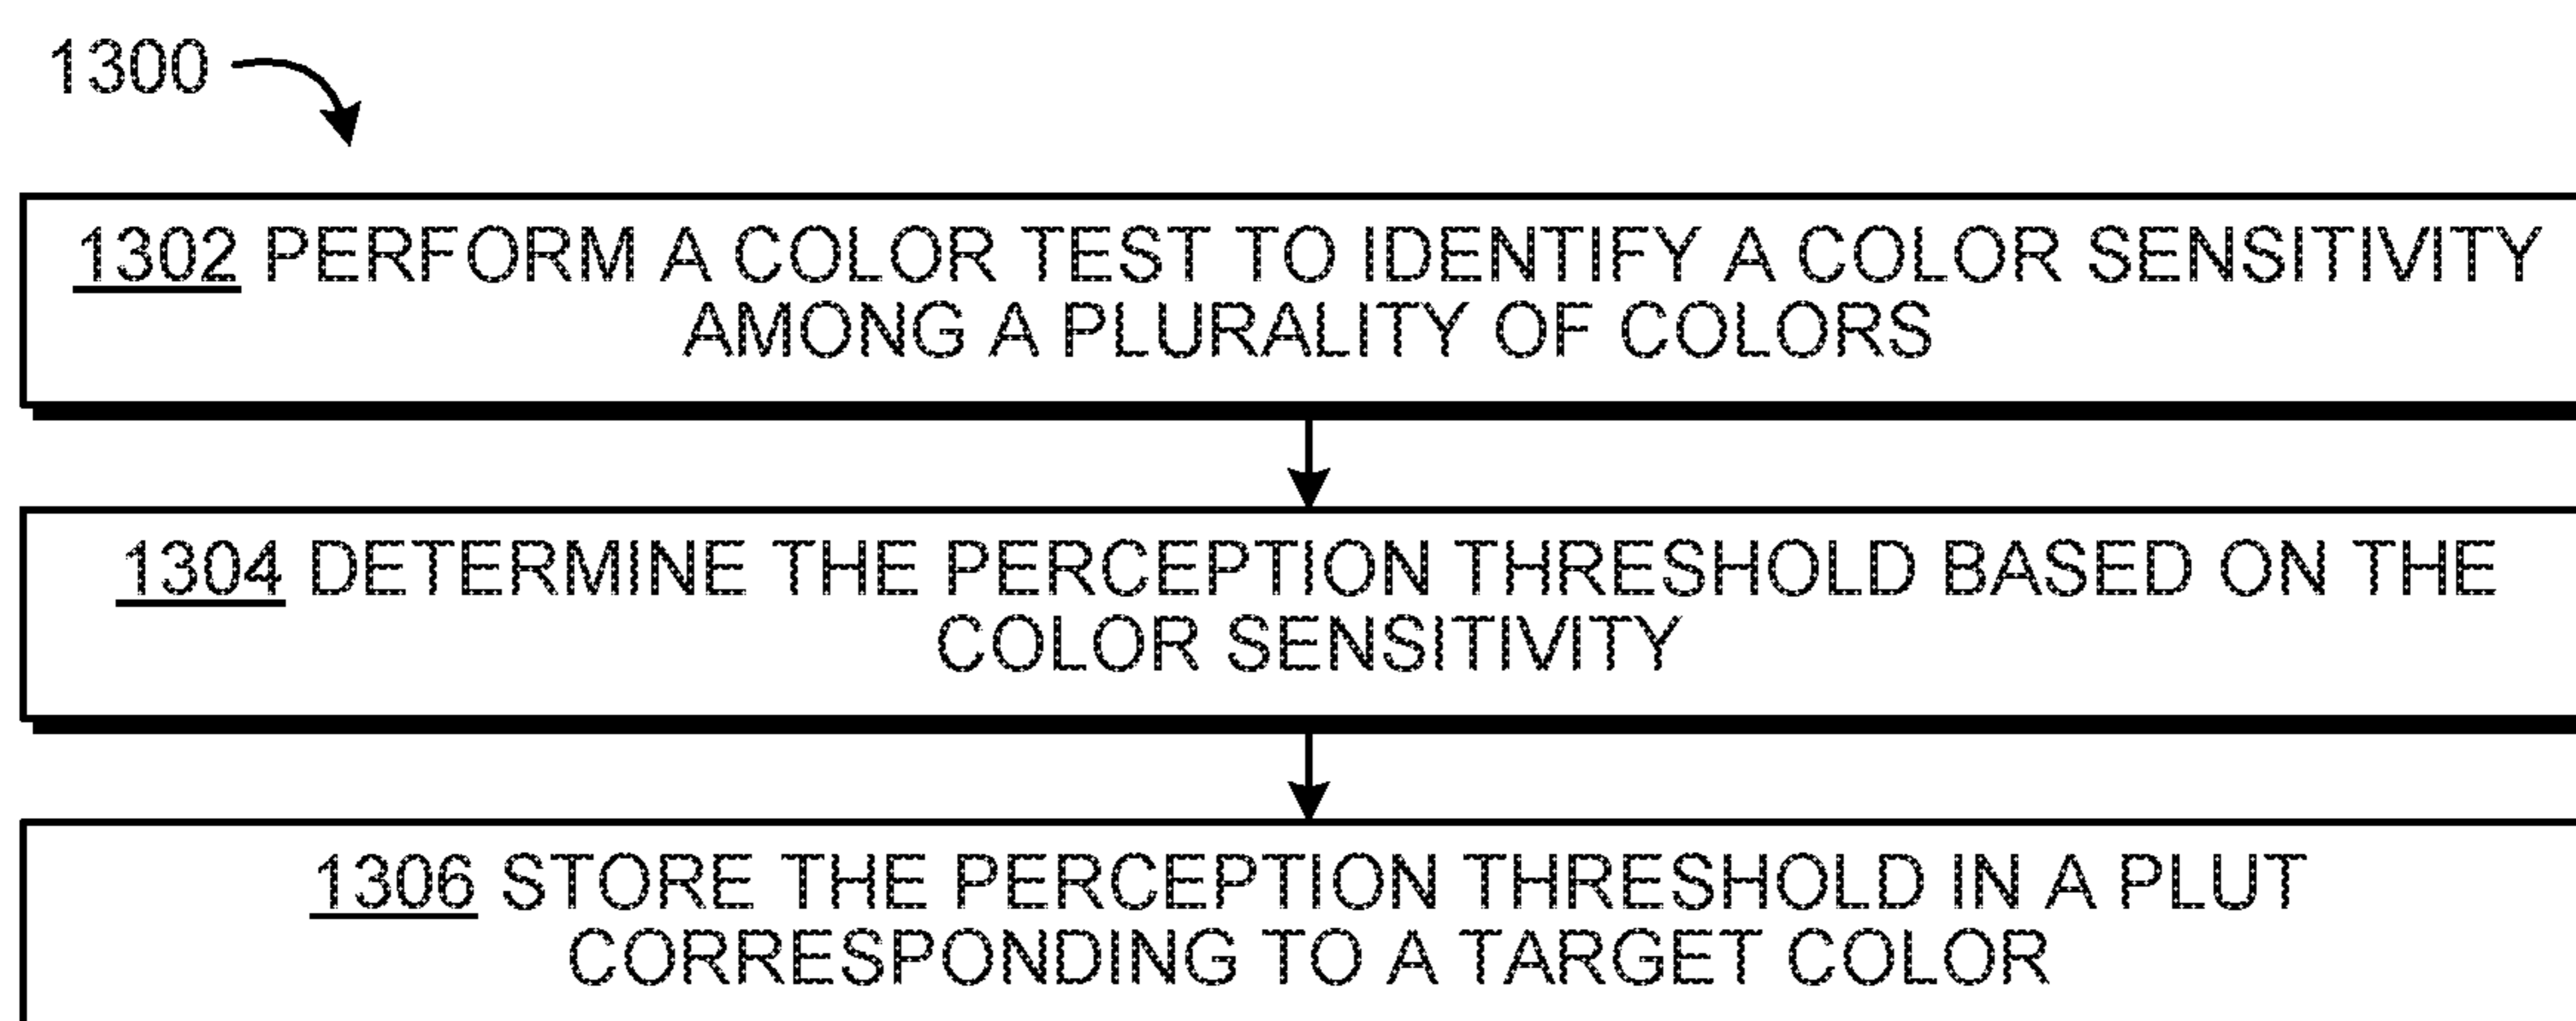 1300
1302 PERFORM A COLOR TEST TO IDENTIFY A COLOR SENSITIVITY
AMONG A PLURALITY OF COLORS
1304 DETERMINE THE PERCEPTION THRESHOLD BASED ON THE
COLOR SENSITIVITY
1306 STORE THE PERCEPTION THRESHOLD IN A PLUT
CORRESPONDING TO A TARGET COLOR